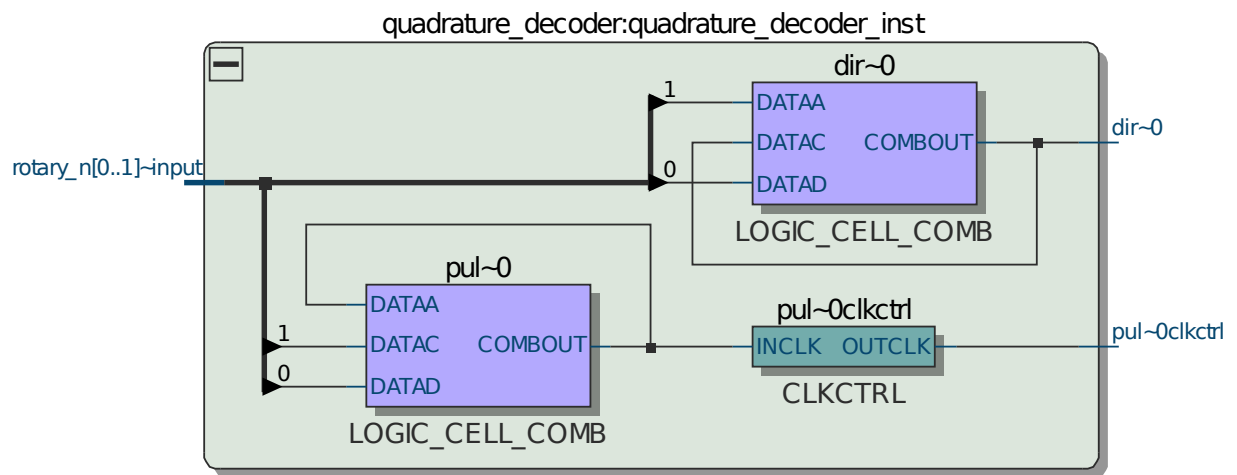 quadrature_decoder:quadrature_decoder_inst
dir~0
1
DATAA
dir~0
DATAC COMBOUT
rotary_n[0..1]~input
0
DATAD
LOGIC_CELL_COMB
pul~0
DATAA
pul~0clkctrl
pul~0clkctrl
1
DATAC COMBOUT
INCLK OUTCLK
0
DATAD
CLKCTRL
LOGIC_CELL_COMB